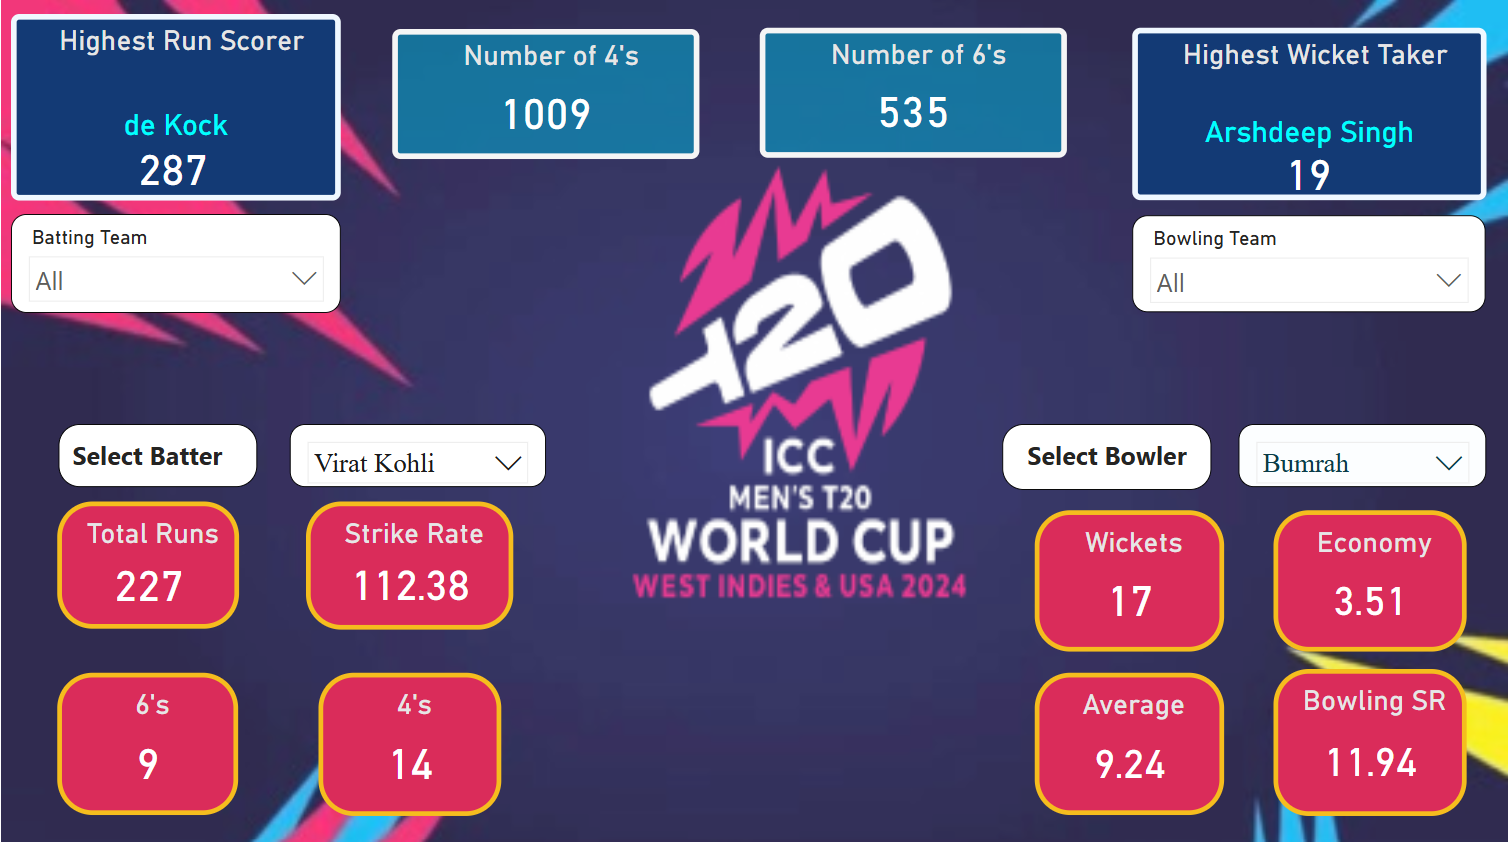 Highest Run Scorer
de Kock
287
Number of 4's
1009
Number of 6's
535
Highest Wicket Taker
Arshdeep Singh
19
Batting Team
All
Bowling Team
All
T20
ICC
MEN'S T20
WORLD CUP
WEST INDIES & USA 2024
Select Batter
Virat Kohli
Total Runs
227
Strike Rate
112.38
6's
9
4's
14
Select Bowler
Bumrah
Wickets
17
Economy
3.51
Average
9.24
Bowling SR
11.94